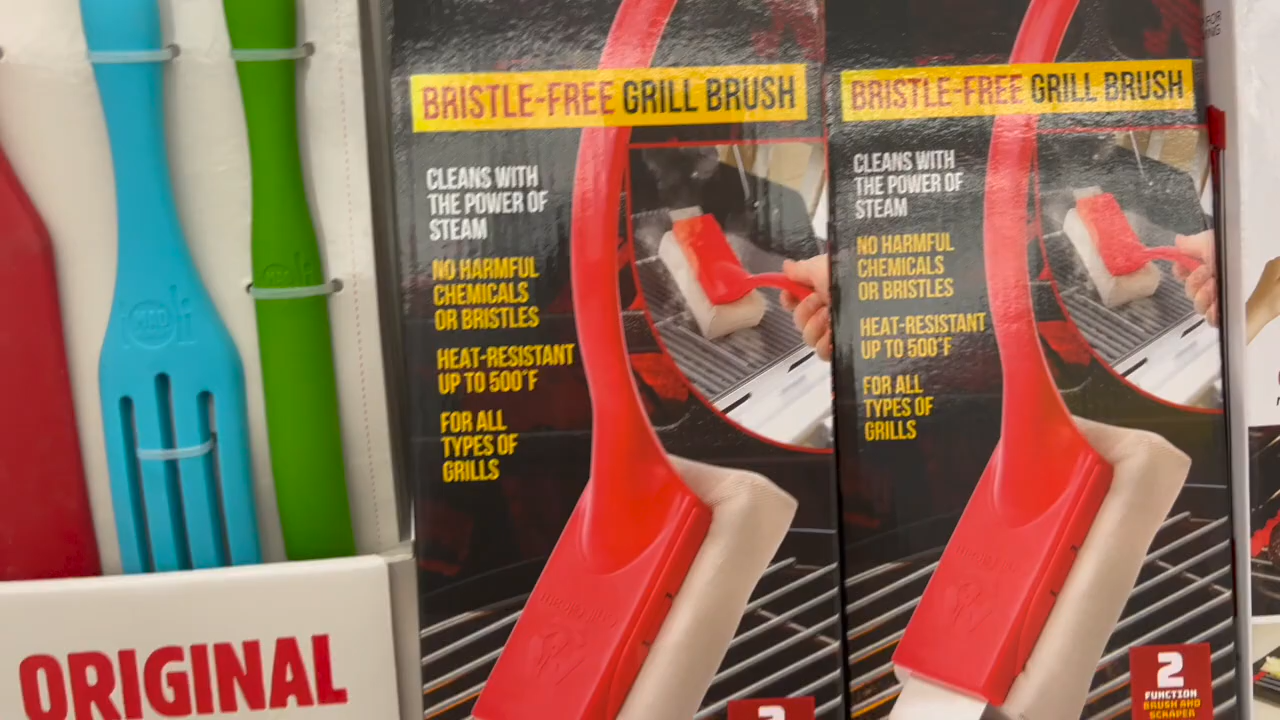 BRISTLE-FREE GRILL BRUSH
CLEANS WITH
THE POWER OF
STEAM
NO HARMFUL
CHEMICALS
OR BRISTLES
HEAT-RESISTANT
UP TO 500°F
FOR ALL
TYPES OF
GRILLS
BRISTLE-FREE GRILL BRUSH
CLEANS WITH
THE POWER OF
STEAM
NO HARMFUL
CHEMICALS
OR BRISTLES
HEAT-RESISTANT
UP TO 500°F
FOR ALL
TYPES OF
GRILLS
2
FUNCTION
BRUSH AND
SCRAPER
ORIGINAL
MAD